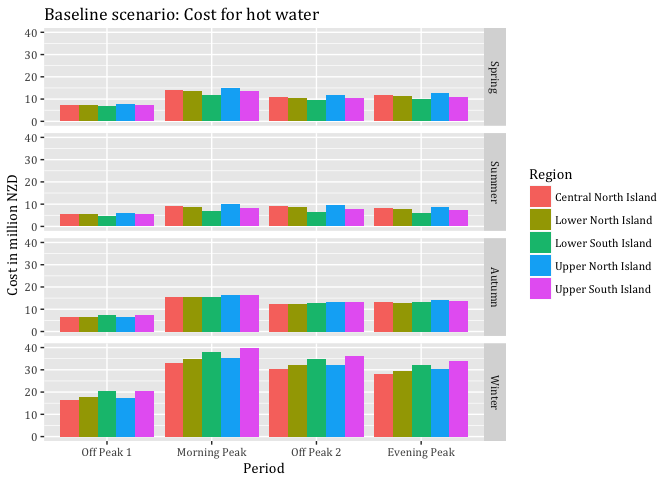 Baseline scenario: Cost for hot water
Cost in million NZD
40
30
20
10
0
Spring
40
30
20
10
0
Summer
40
30
20
10
0
Autumn
40
30
20
10
0
Winter
Off Peak 1 Morning Peak Off Peak 2 Evening Peak
Period
Region
Central North Island
Lower North Island
Lower South Island
Upper North Island
Upper South Island